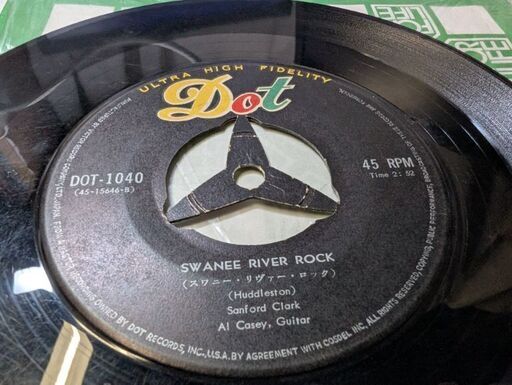 ULTRA HIGH FIDELITY
Dot
DOT-1040
(45-15646-B)
45 RPM
Time 2:52
SWANEE RIVER ROCK
(スワニー・リヴァー・ロック)
(Huddleston)
Sanford Clark
Al Casey, Guitar
OWNED BY DOT RECORDS, INC., U.S.A. BY AGREEMENT WITH COSDEL INC. ALL RIGHTS RESERVED,